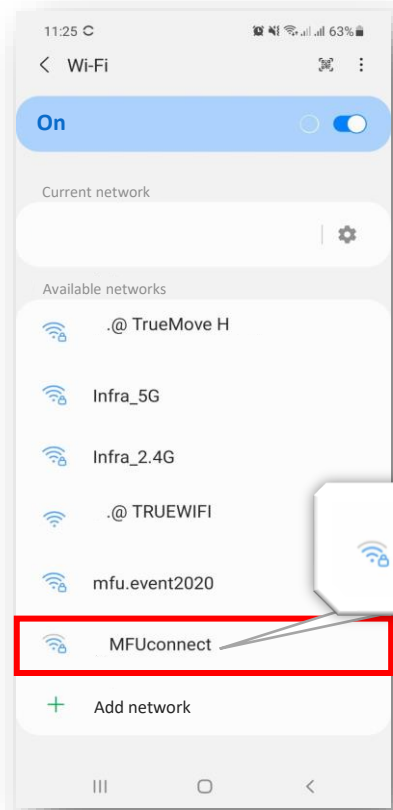 11:25
63%
Wi-Fi
On
Current network
Available networks
.@ TrueMove H
Infra_5G
Infra_2.4G
.@ TRUEWIFI
mfu.event2020
MFUconnect
Add network